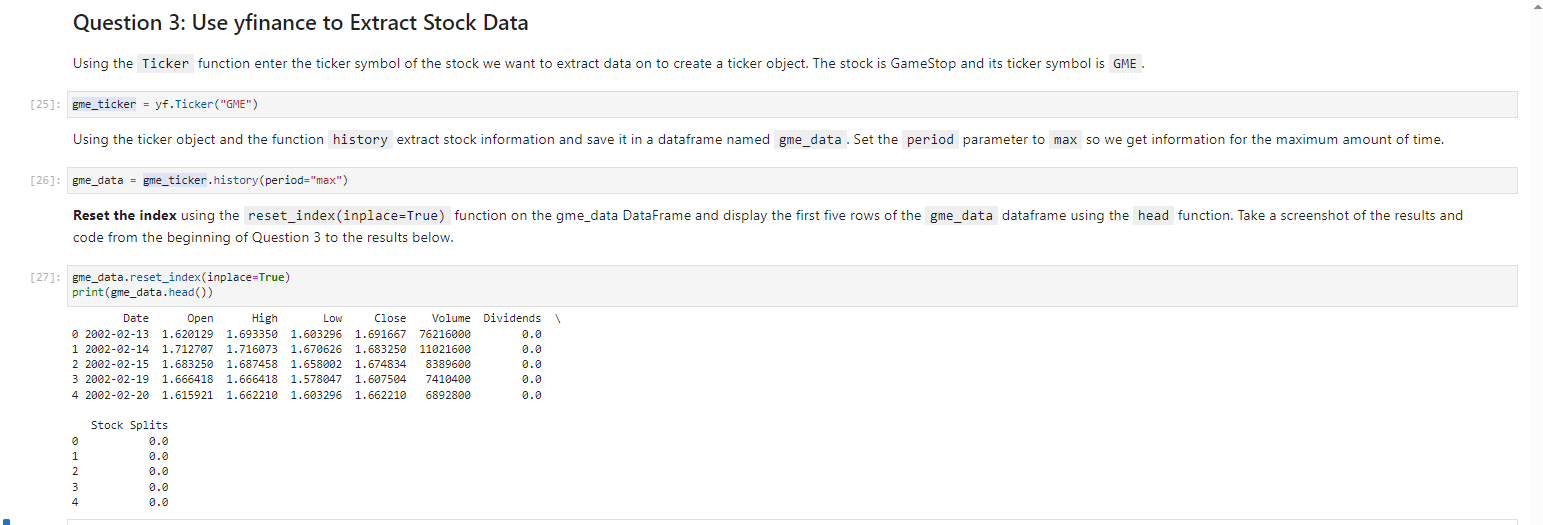 Question 3: Use yfinance to Extract Stock Data
Using the Ticker function enter the ticker symbol of the stock we want to extract data on to create a ticker object. The stock is GameStop and its ticker symbol is GME .
[25]: gme_ticker = yf.Ticker("GME")
Using the ticker object and the function history extract stock information and save it in a dataframe named gme_data . Set the period parameter to max so we get information for the maximum amount of time.
[26]: gme_data = gme_ticker.history(period="max")
Reset the index using the reset_index(inplace=True) function on the gme_data DataFrame and display the first five rows of the gme_data dataframe using the head function. Take a screenshot of the results and
code from the beginning of Question 3 to the results below.
[27]: gme_data.reset_index(inplace=True)
print(gme_data.head())
Date Open High Low Close Volume Dividends \
0 2002-02-13 1.620129 1.693350 1.603296 1.691667 76216000 0.0
1 2002-02-14 1.712707 1.716073 1.670626 1.683250 11021600 0.0
2 2002-02-15 1.683250 1.687458 1.658002 1.674834 8389600 0.0
3 2002-02-19 1.666418 1.666418 1.578047 1.607504 7410400 0.0
4 2002-02-20 1.615921 1.662210 1.603296 1.662210 6892800 0.0
Stock Splits
0 0.0
1 0.0
2 0.0
3 0.0
4 0.0